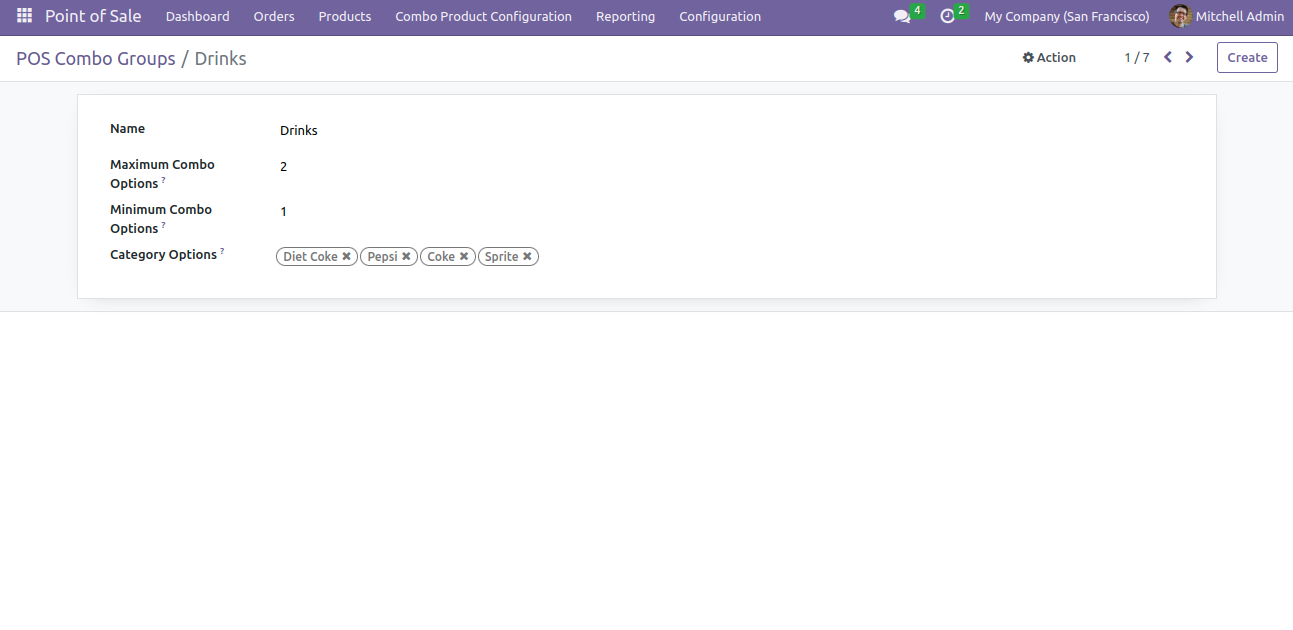 Point of Sale Dashboard Orders Products Combo Product Configuration Reporting Configuration 4 2 My Company (San Francisco) Mitchell Admin
POS Combo Groups / Drinks Action 1 / 7 Create
Name Drinks
Maximum Combo 2
Options ?
Minimum Combo 1
Options ?
Category Options ? Diet Coke ✖ Pepsi ✖ Coke ✖ Sprite ✖